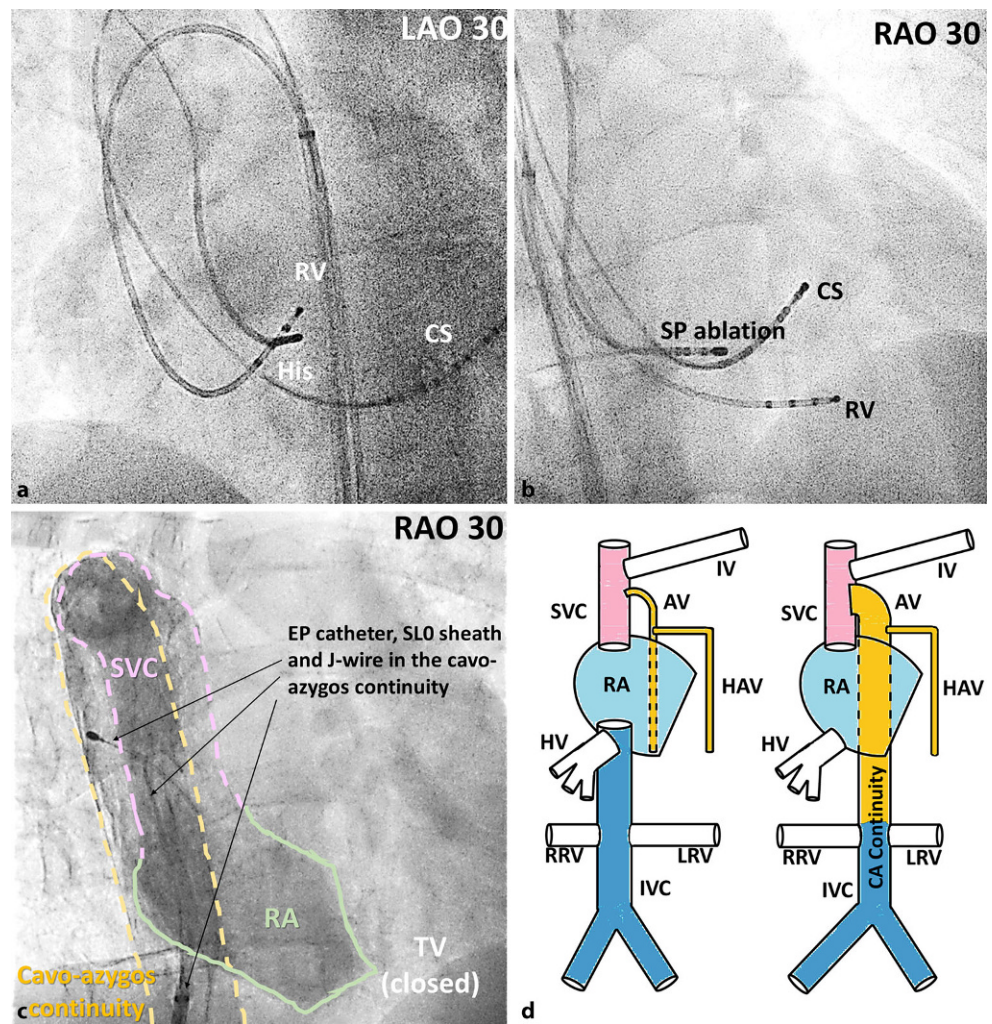 LAO 30
RV
CS
His
a
RAO 30
CS
SP ablation
RV
b
RAO 30
EP catheter, SL0 sheath
and J-wire in the cavo-
azygos continuity
SVC
RA
TV
(closed)
Cavo-azygos
continuity
c
IV
SVC
AV
RA
HAV
HV
RRV
LRV
IVC
IV
SVC
AV
RA
HAV
HV
CA Continuity
RRV
LRV
IVC
d